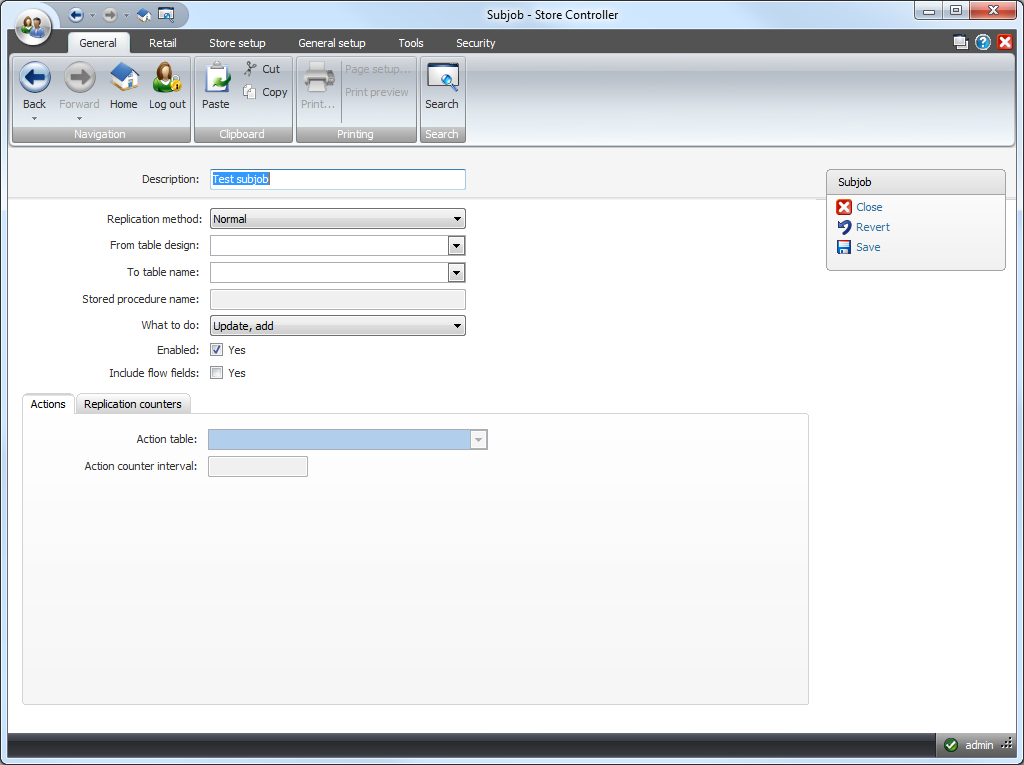 Subjob - Store Controller
General Retail Store setup General setup Tools Security
Back Forward Home Log out Paste Cut Copy Print... Page setup... Print preview Search
Navigation Clipboard Printing Search
Description: Test subjob
Replication method: Normal
From table design:
To table name:
Stored procedure name:
What to do: Update, add
Enabled: Yes
Include flow fields: Yes
Subjob
Close
Revert
Save
Actions Replication counters
Action table:
Action counter interval:
admin